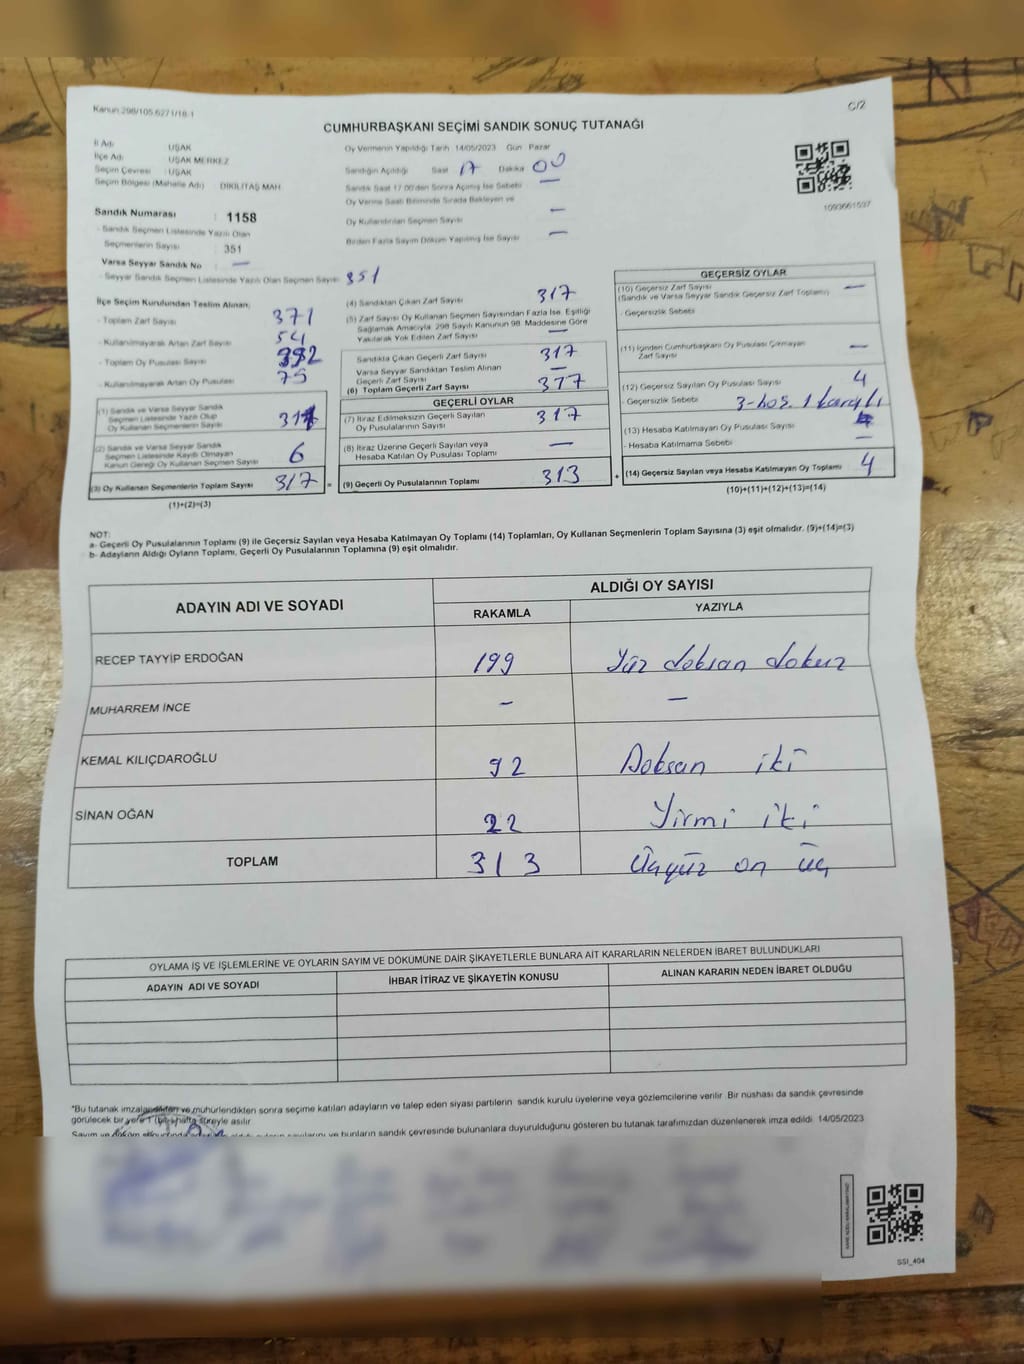 Kanun:298/105,6271/18-1
C/2
CUMHURBAŞKANI SEÇİMİ SANDIK SONUÇ TUTANAĞI
İl Adı UŞAK
İlçe Adı UŞAK MERKEZ
Seçim Çevresi : UŞAK
Seçim Bölgesi (Mahalle Adı) DİKİLİTAŞ MAH
Oy Vermenin Yapıldığı Tarih 14/05/2023 Gün Pazar
Sandığın Açıldığı Saat 17 Dakika 00
Sandık Saat 17:00'den Sonra Açılmış İse Sebebi —
Oy Verme Saati Bitiminde Sırada Bekleyen ve
Oy Kullandırılan Seçmen Sayısı —
Birden Fazla Sayım Döküm Yapılmış İse Sayısı —
1093661537
Sandık Numarası : 1158
- Sandık Seçmen Listesinde Yazılı Olan
Seçmenlerin Sayısı : 351
Varsa Seyyar Sandık No : —
- Seyyar Sandık Seçmen Listesinde Yazılı Olan Seçmen Sayısı: 351
İlçe Seçim Kurulundan Teslim Alınan;
- Toplam Zarf Sayısı 371
- Kullanılmayarak Artan Zarf Sayısı 54
- Toplam Oy Pusulası Sayısı 392
- Kullanılmayarak Artan Oy Pusulası 75
(1) Sandık ve Varsa Seyyar Sandık
Seçmen Listesinde Yazılı Olup
Oy Kullanan Seçmenlerin Sayısı
(2) Sandık ve Varsa Seyyar Sandık
Seçmen Listesinde Kayıtlı Olmayan
Kanun Gereği Oy Kullanan Seçmen Sayısı 6
(3) Oy Kullanan Seçmenlerin Toplam Sayısı 317
(1)+(2)=(3)
(4) Sandıktan Çıkan Zarf Sayısı 317
(5) Zarf Sayısı Oy Kullanan Seçmen Sayısından Fazla İse, Eşitliği
Sağlamak Amacıyla, 298 Sayılı Kanunun 98. Maddesine Göre
Yakılarak Yok Edilen Zarf Sayısı —
Sandıkta Çıkan Geçerli Zarf Sayısı 317
Varsa Seyyar Sandıktan Teslim Alınan
Geçerli Zarf Sayısı —
(6) Toplam Geçerli Zarf Sayısı 317
GEÇERLİ OYLAR
(7) İtiraz Edilmeksizin Geçerli Sayılan
Oy Pusulalarının Sayısı 317
(8) İtiraz Üzerine Geçerli Sayılan veya
Hesaba Katılan Oy Pusulası Toplamı —
= (9) Geçerli Oy Pusulalarının Toplamı 313 +
GEÇERSİZ OYLAR
(10) Geçersiz Zarf Sayısı —
(Sandık ve Varsa Seyyar Sandık Geçersiz Zarf Toplamı)
- Geçersizlik Sebebi
(11) İçinden Cumhurbaşkanı Oy Pusulası Çıkmayan —
Zarf Sayısı
(12) Geçersiz Sayılan Oy Pusulası Sayısı 4
- Geçersizlik Sebebi 3-boş. 1 karalı
(13) Hesaba Katılmayan Oy Pusulası Sayısı
- Hesaba Katılmama Sebebi —
(14) Geçersiz Sayılan veya Hesaba Katılmayan Oy Toplamı 4
(10)+(11)+(12)+(13)=(14)
NOT:
a- Geçerli Oy Pusulalarının Toplamı (9) ile Geçersiz Sayılan veya Hesaba Katılmayan Oy Toplamı (14) Toplamları, Oy Kullanan Seçmenlerin Toplam Sayısına (3) eşit olmalıdır. (9)+(14)=(3)
b- Adayların Aldığı Oyların Toplamı, Geçerli Oy Pusulalarının Toplamına (9) eşit olmalıdır.
ADAYIN ADI VE SOYADI ALDIĞI OY SAYISI
RAKAMLA YAZIYLA
RECEP TAYYİP ERDOĞAN 199 Yüz doksan dokuz
MUHARREM İNCE — —
KEMAL KILIÇDAROĞLU 92 Doksan iki
SİNAN OĞAN 22 Yirmi iki
TOPLAM 313 Üçyüz on üç
OYLAMA İŞ VE İŞLEMLERİNE VE OYLARIN SAYIM VE DÖKÜMÜNE DAİR ŞİKAYETLERLE BUNLARA AİT KARARLARIN NELERDEN İBARET BULUNDUKLARI
ADAYIN ADI VE SOYADI İHBAR İTİRAZ VE ŞİKAYETİN KONUSU ALINAN KARARIN NEDEN İBARET OLDUĞU
"Bu tutanak imzalandıktan ve mühürlendikten sonra seçime katılan adayların ve talep eden siyasi partilerin sandık kurulu üyelerine veya gözlemcilerine verilir. Bir nüshası da sandık çevresinde
görülecek bir yere 1 (bir) hafta süreyle asılır.
Sayım ve döküm bulunanlara duyurulduğunu gösteren bu tutanak tarafımızdan düzenlenerek imza edildi. 14/05/2023
SSI_404